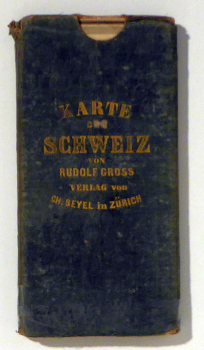 KARTE
DER
SCHWEIZ
VON
RUDOLF GROSS
VERLAG von
CH. BEYEL in ZÜRICH